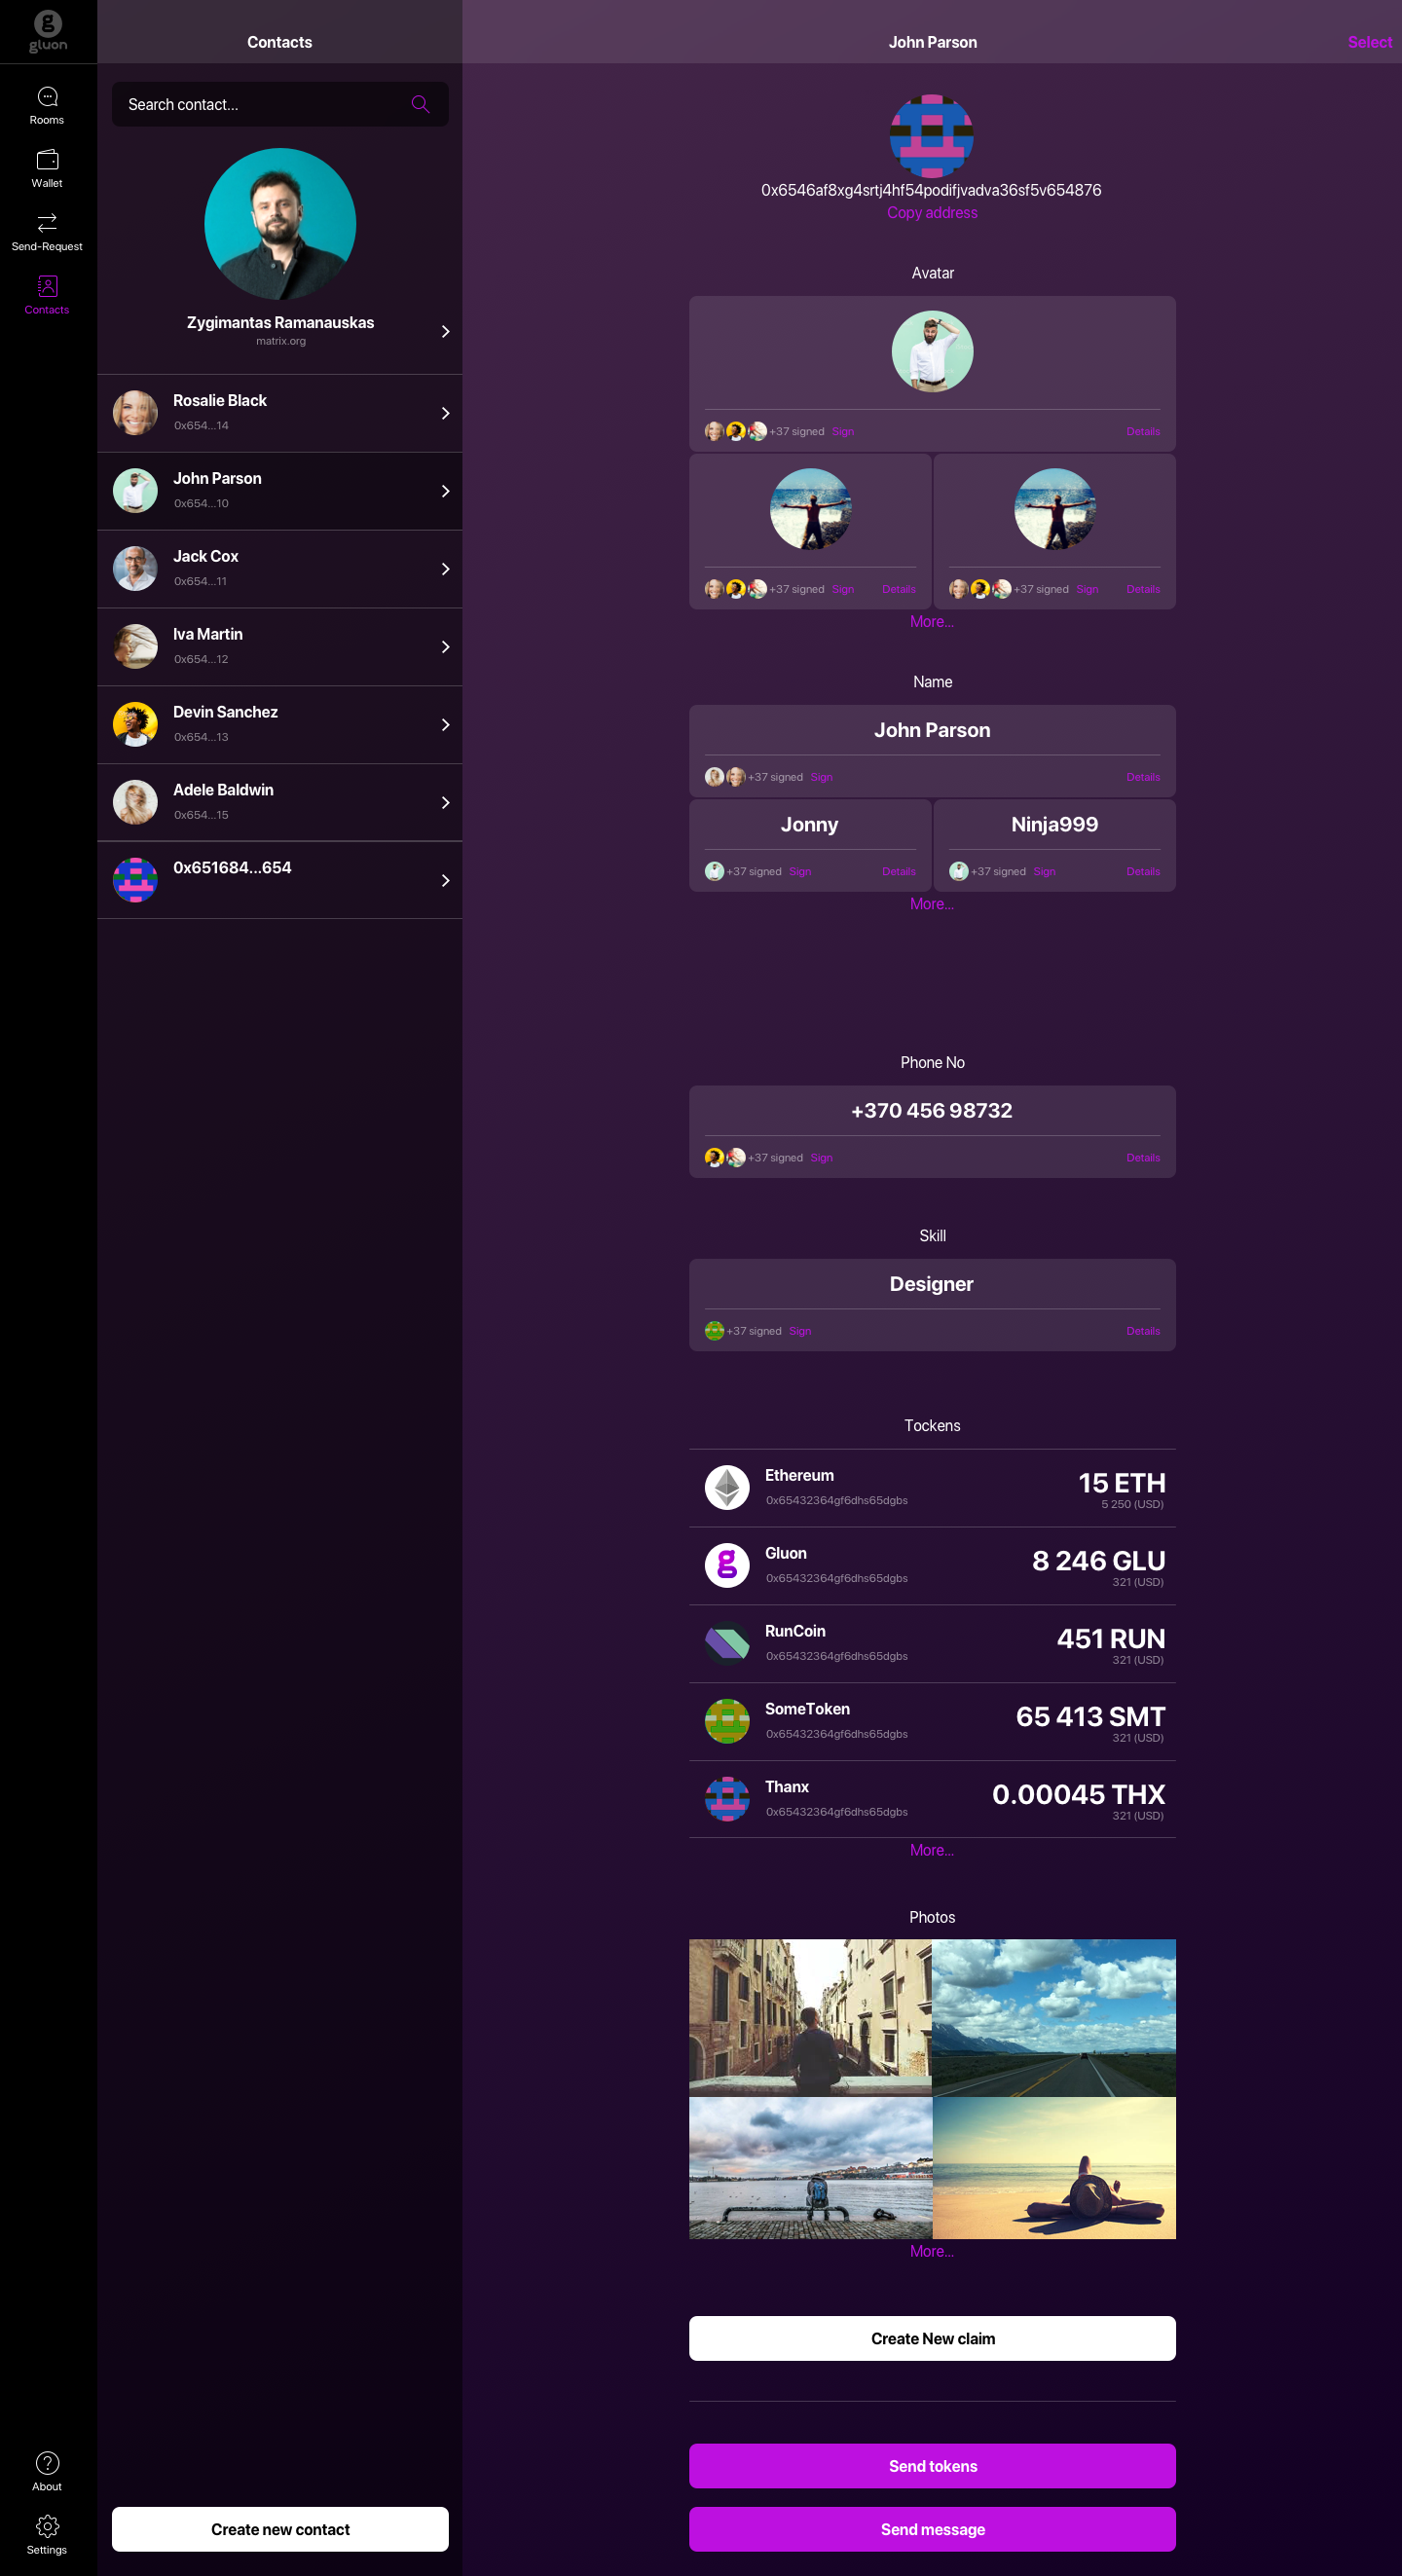 gluon
Rooms
Wallet
Send-Request
Contacts
About
Settings
Contacts
Search contact...
Zygimantas Ramanauskas
matrix.org
Rosalie Black
0x654...14
John Parson
0x654...10
Jack Cox
0x654...11
Iva Martin
0x654...12
Devin Sanchez
0x654...13
Adele Baldwin
0x654...15
0x651684...654
Create new contact
John Parson
Select
0x6546af8xg4srtj4hf54podifjvadva36sf5v654876
Copy address
Avatar
+37 signed Sign Details
+37 signed Sign Details
+37 signed Sign Details
More...
Name
John Parson
+37 signed Sign Details
Jonny
+37 signed Sign Details
Ninja999
+37 signed Sign Details
More...
Phone No
+370 456 98732
+37 signed Sign Details
Skill
Designer
+37 signed Sign Details
Tockens
Ethereum
0x65432364gf6dhs65dgbs
15 ETH
5 250 (USD)
Gluon
0x65432364gf6dhs65dgbs
8 246 GLU
321 (USD)
RunCoin
0x65432364gf6dhs65dgbs
451 RUN
321 (USD)
SomeToken
0x65432364gf6dhs65dgbs
65 413 SMT
321 (USD)
Thanx
0x65432364gf6dhs65dgbs
0.00045 THX
321 (USD)
More...
Photos
More...
Create New claim
Send tokens
Send message